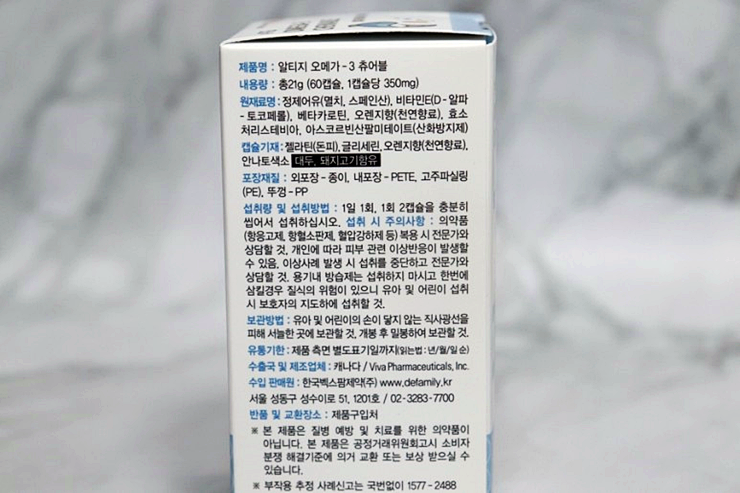 제품명 : 알티지 오메가-3 츄어블
내용량 : 총21g (60캡슐, 1캡슐당 350mg)
원재료명 : 정제어유(멸치, 스페인산), 비타민E(D-알파
-토코페롤), 베타카로틴, 오렌지향(천연향료), 효소
처리스테비아, 아스코르빈산팔미테이트(산화방지제)
캡슐기재 : 젤라틴(돈피),글리세린,오렌지향(천연향료),
안나토색소 대두, 돼지고기함유
포장재질 : 외포장-종이, 내포장-PETE, 고주파실링
(PE), 뚜껑-PP
섭취량 및 섭취방법 : 1일 1회, 1회 2캡슐을 충분히
씹어서 섭취하십시오. 섭취 시 주의사항 : 의약품
(항응고제, 항혈소판제, 혈압강하제 등) 복용 시 전문가와
상담할 것. 개인에 따라 피부 관련 이상반응이 발생할
수 있음. 이상사례 발생 시 섭취를 중단하고 전문가와
상담할 것. 용기내 방습제는 섭취하지 마시고 한번에
삼킬경우 질식의 위험이 있으니 유아 및 어린이 섭취
시 보호자의 지도하에 섭취할 것.
보관방법 : 유아 및 어린이의 손이 닿지 않는 직사광선을
피해 서늘한 곳에 보관할 것. 개봉 후 밀봉하여 보관할 것.
유통기한 : 제품 측면 별도표기일까지(읽는법 : 년/월/일 순)
수출국 및 제조업체 : 캐나다 / Viva Pharmaceuticals, Inc.
수입 판매원 : 한국벡스팜제약(주) www.defamily.kr
서울 성동구 성수이로 51, 1201호 / 02-3283-7700
반품 및 교환장소 : 제품구입처
※ 본 제품은 질병 예방 및 치료를 위한 의약품이
아닙니다. 본 제품은 공정거래위원회고시 소비자
분쟁 해결기준에 의거 교환 또는 보상 받으실 수
있습니다.
※ 부작용 추정 사례신고는 국번없이 1577-2488